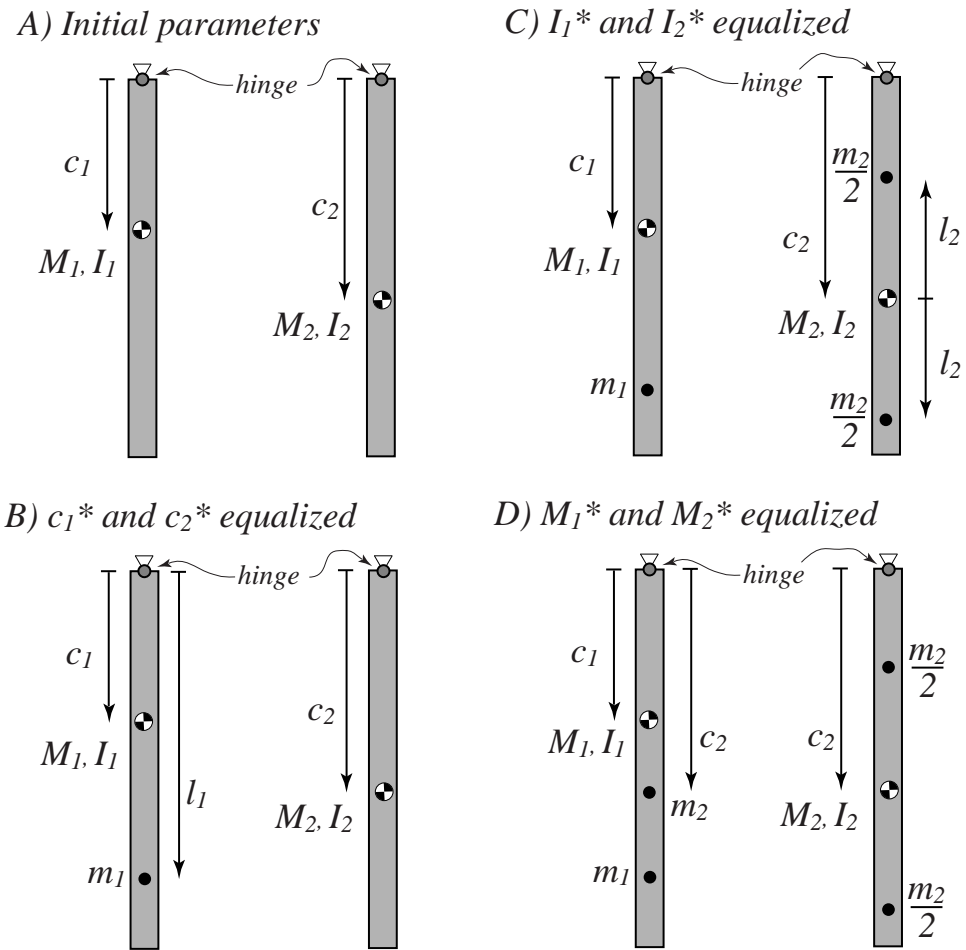 A) Initial parameters
hinge
c1
c2
M1, I1
M2, I2
B) c1* and c2* equalized
hinge
c1
c2
M1, I1
l1
M2, I2
m1
C) I1* and I2* equalized
hinge
m2/2
c1
c2
l2
M1, I1
M2, I2
l2
m1
m2/2
D) M1* and M2* equalized
hinge
c1
m2/2
c2
c2
M1, I1
m2
M2, I2
m1
m2/2